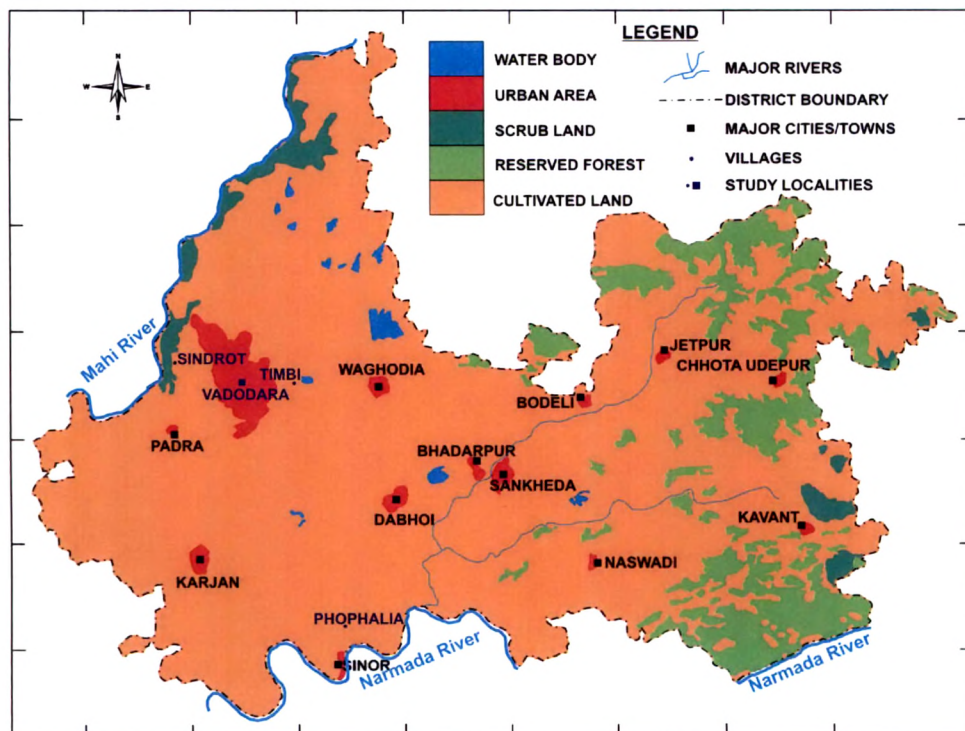 LEGEND
WATER BODY
URBAN AREA
SCRUB LAND
RESERVED FOREST
CULTIVATED LAND
MAJOR RIVERS
DISTRICT BOUNDARY
MAJOR CITIES/TOWNS
VILLAGES
STUDY LOCALITIES
N
W
E
S
Mahi River
SINDROT
TIMBI
VADODARA
WAGHODIA
JETPUR
CHHOTA UDEPUR
BODELI
PADRA
BHADARPUR
SANKHEDA
DABHOI
KAVANT
NASWADI
KARJAN
PHOPHALIA
SINOR
Narmada River
Narmada River